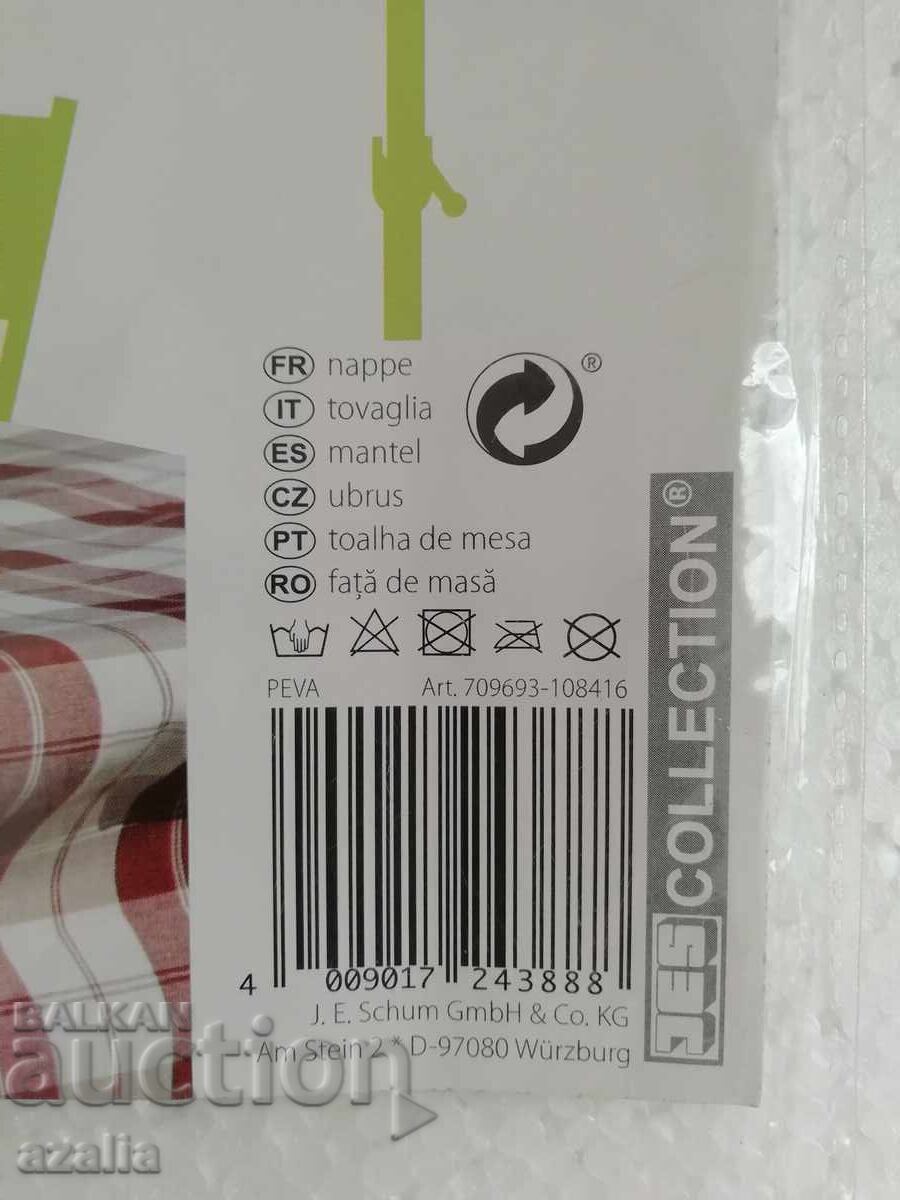 FR nappe
IT tovaglia
ES mantel
CZ ubrus
PT toalha de mesa
RO față de masă
®
PEVA Art. 709693-108416
4 009017 243888
J. E. Schum GmbH & Co. KG
Am Stein 2 * D-97080 Würzburg
JES COLLECTION®
BALKAN
auction
azalia